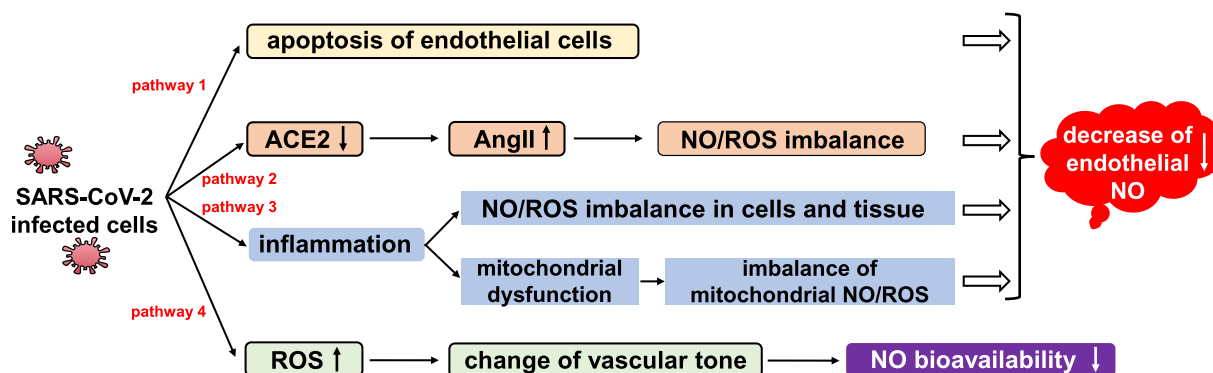 apoptosis of endothelial cells
pathway 1
ACE2 ↓
AngII ↑
NO/ROS imbalance
decrease of
endothelial ↓
NO
pathway 2
SARS-CoV-2
infected cells
pathway 3
NO/ROS imbalance in cells and tissue
inflammation
mitochondrial
dysfunction
imbalance of
mitochondrial NO/ROS
pathway 4
ROS ↑
change of vascular tone
NO bioavailability ↓